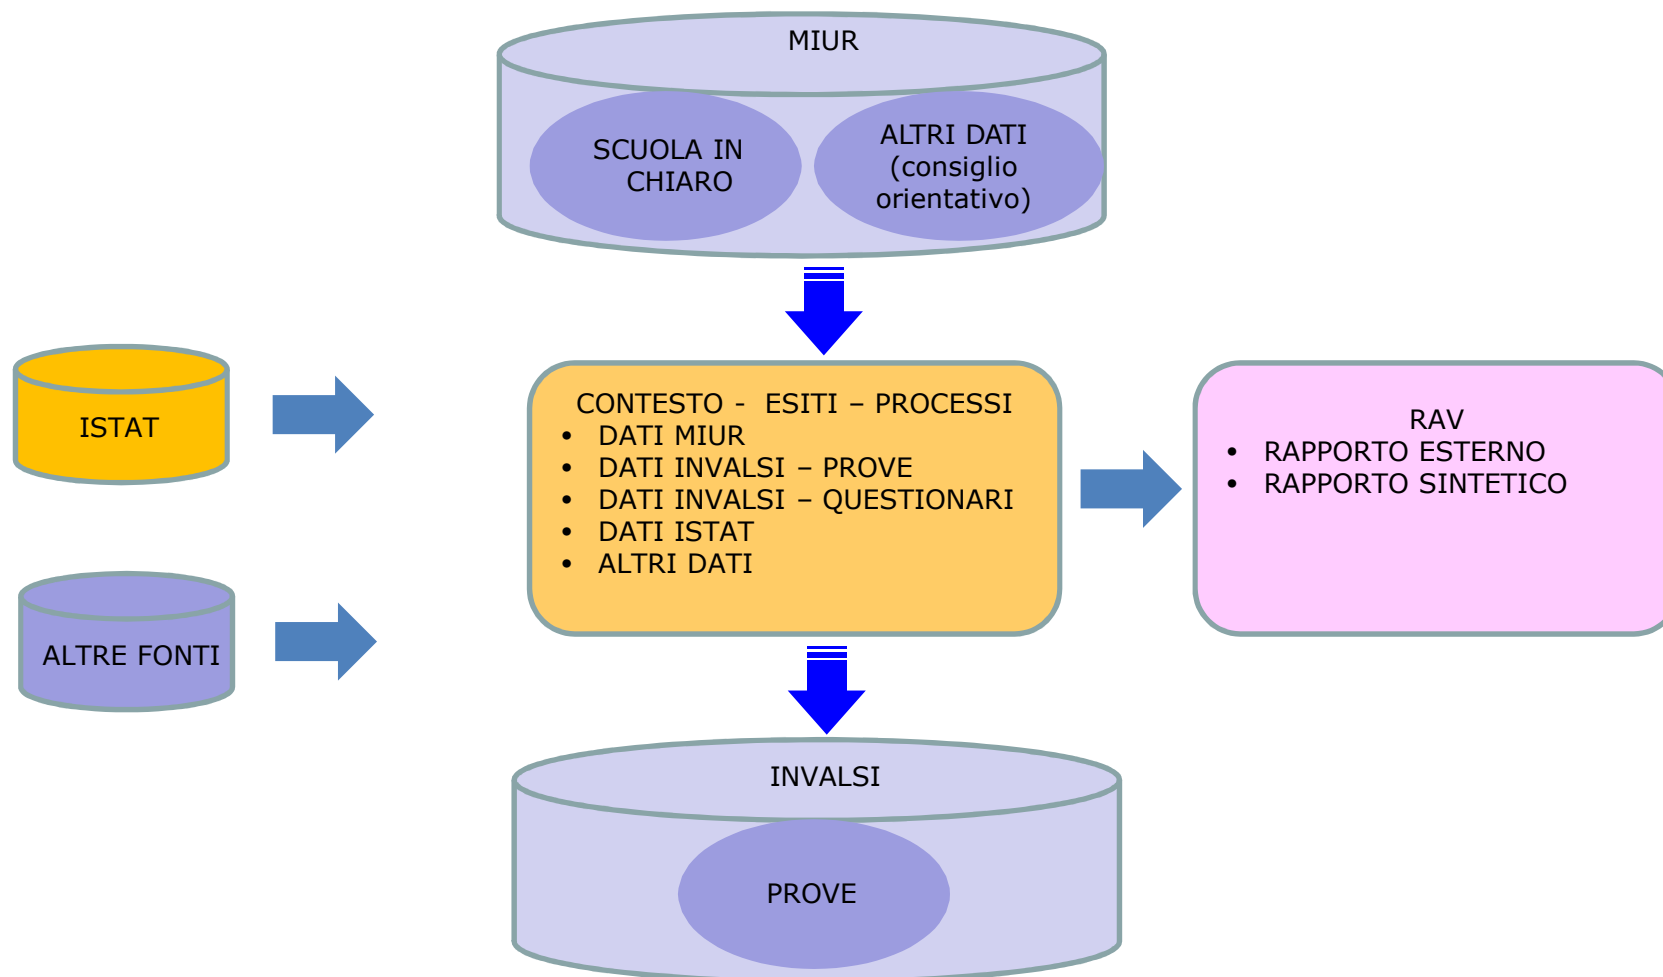 MIUR
SCUOLA IN
CHIARO
ALTRI DATI
(consiglio
orientativo)
ISTAT
ALTRE FONTI
CONTESTO - ESITI – PROCESSI
• DATI MIUR
• DATI INVALSI – PROVE
• DATI INVALSI – QUESTIONARI
• DATI ISTAT
• ALTRI DATI
RAV
• RAPPORTO ESTERNO
• RAPPORTO SINTETICO
INVALSI
PROVE